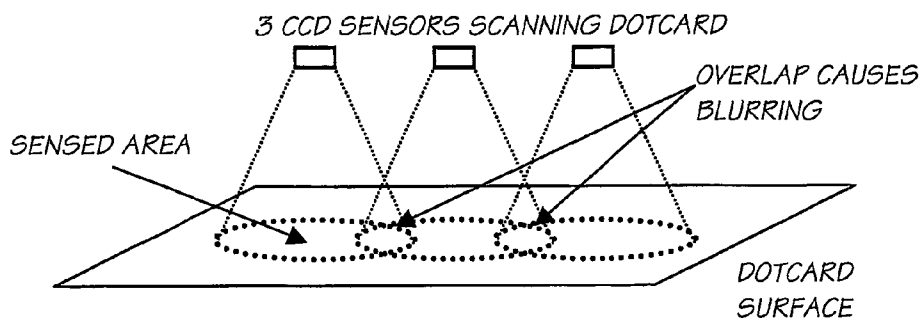 3 CCD SENSORS SCANNING DOTCARD
OVERLAP CAUSES
BLURRING
SENSED AREA
DOTCARD
SURFACE